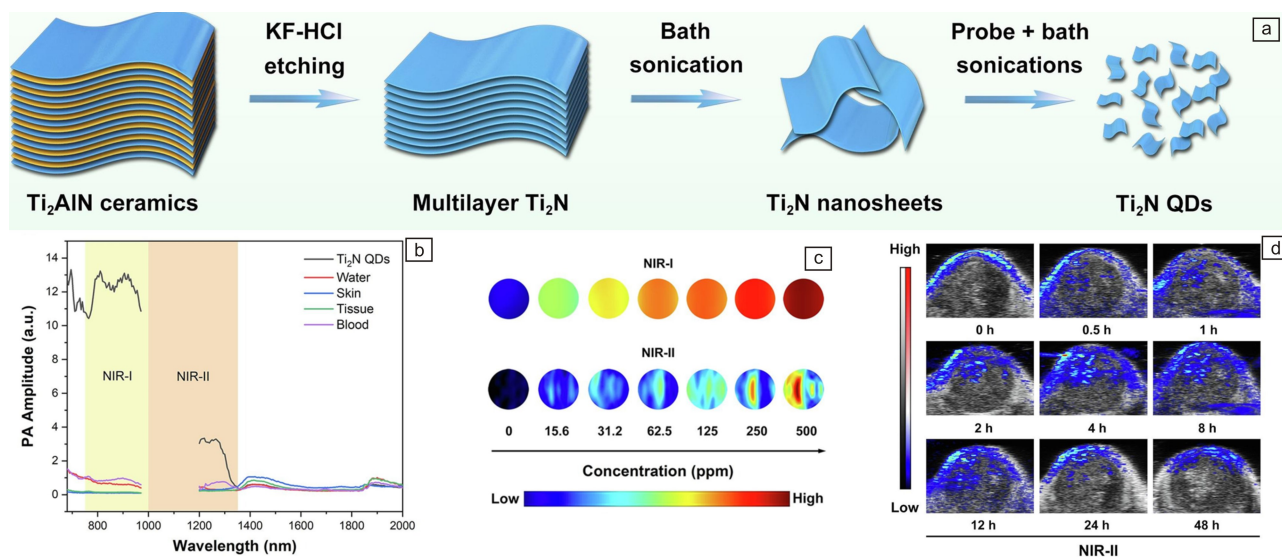 a
KF-HCl
etching
Bath
sonication
Probe + bath
sonications
Ti₂AlN ceramics
Multilayer Ti₂N
Ti₂N nanosheets
Ti₂N QDs
b
PA Amplitude (a.u.)
14
12
10
8
6
4
2
0
Ti₂N QDs
Water
Skin
Tissue
Blood
NIR-I
NIR-II
800
1000
1200
1400
1600
1800
2000
Wavelength (nm)
c
NIR-I
NIR-II
0
15.6
31.2
62.5
125
250
500
Concentration (ppm)
Low
High
d
High
Low
0 h
0.5 h
1 h
2 h
4 h
8 h
12 h
24 h
48 h
NIR-II